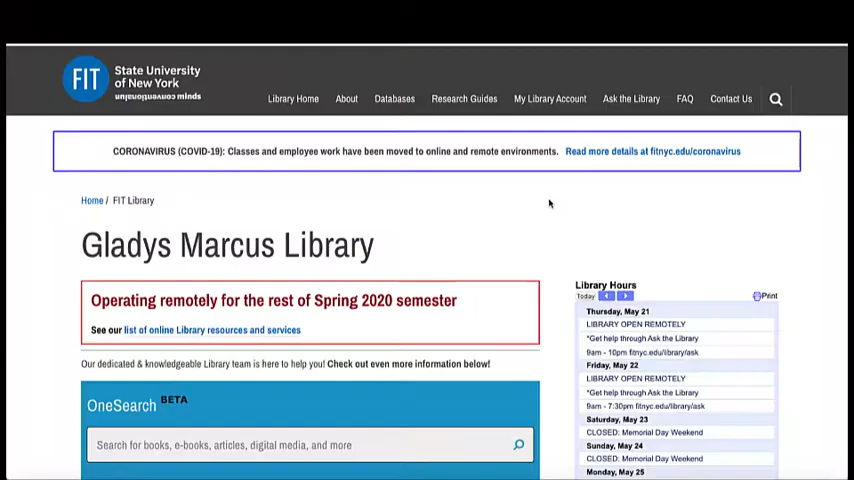 FIT
State University
of New York
unconventional minds
Library Home About Databases Research Guides My Library Account Ask the Library FAQ Contact Us
CORONAVIRUS (COVID-19): Classes and employee work have been moved to online and remote environments. Read more details at fitnyc.edu/coronavirus
Home / FIT Library
Gladys Marcus Library
Operating remotely for the rest of Spring 2020 semester
See our list of online Library resources and services
Our dedicated & knowledgeable Library team is here to help you! Check out even more information below!
OneSearch BETA
Search for books, e-books, articles, digital media, and more
Library Hours
Today Print
Thursday, May 21
LIBRARY OPEN REMOTELY
*Get help through Ask the Library
9am - 10pm fitnyc.edu/library/ask
Friday, May 22
LIBRARY OPEN REMOTELY
*Get help through Ask the Library
9am - 7:30pm fitnyc.edu/library/ask
Saturday, May 23
CLOSED: Memorial Day Weekend
Sunday, May 24
CLOSED: Memorial Day Weekend
Monday, May 25